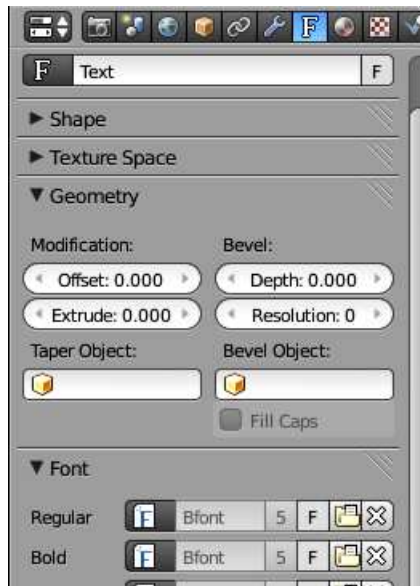 F Text F
Shape
Texture Space
Geometry
Modification: Bevel:
Offset: 0.000 Depth: 0.000
Extrude: 0.000 Resolution: 0
Taper Object: Bevel Object:
Fill Caps
Font
Regular F Bfont 5 F
Bold F Bfont 5 F